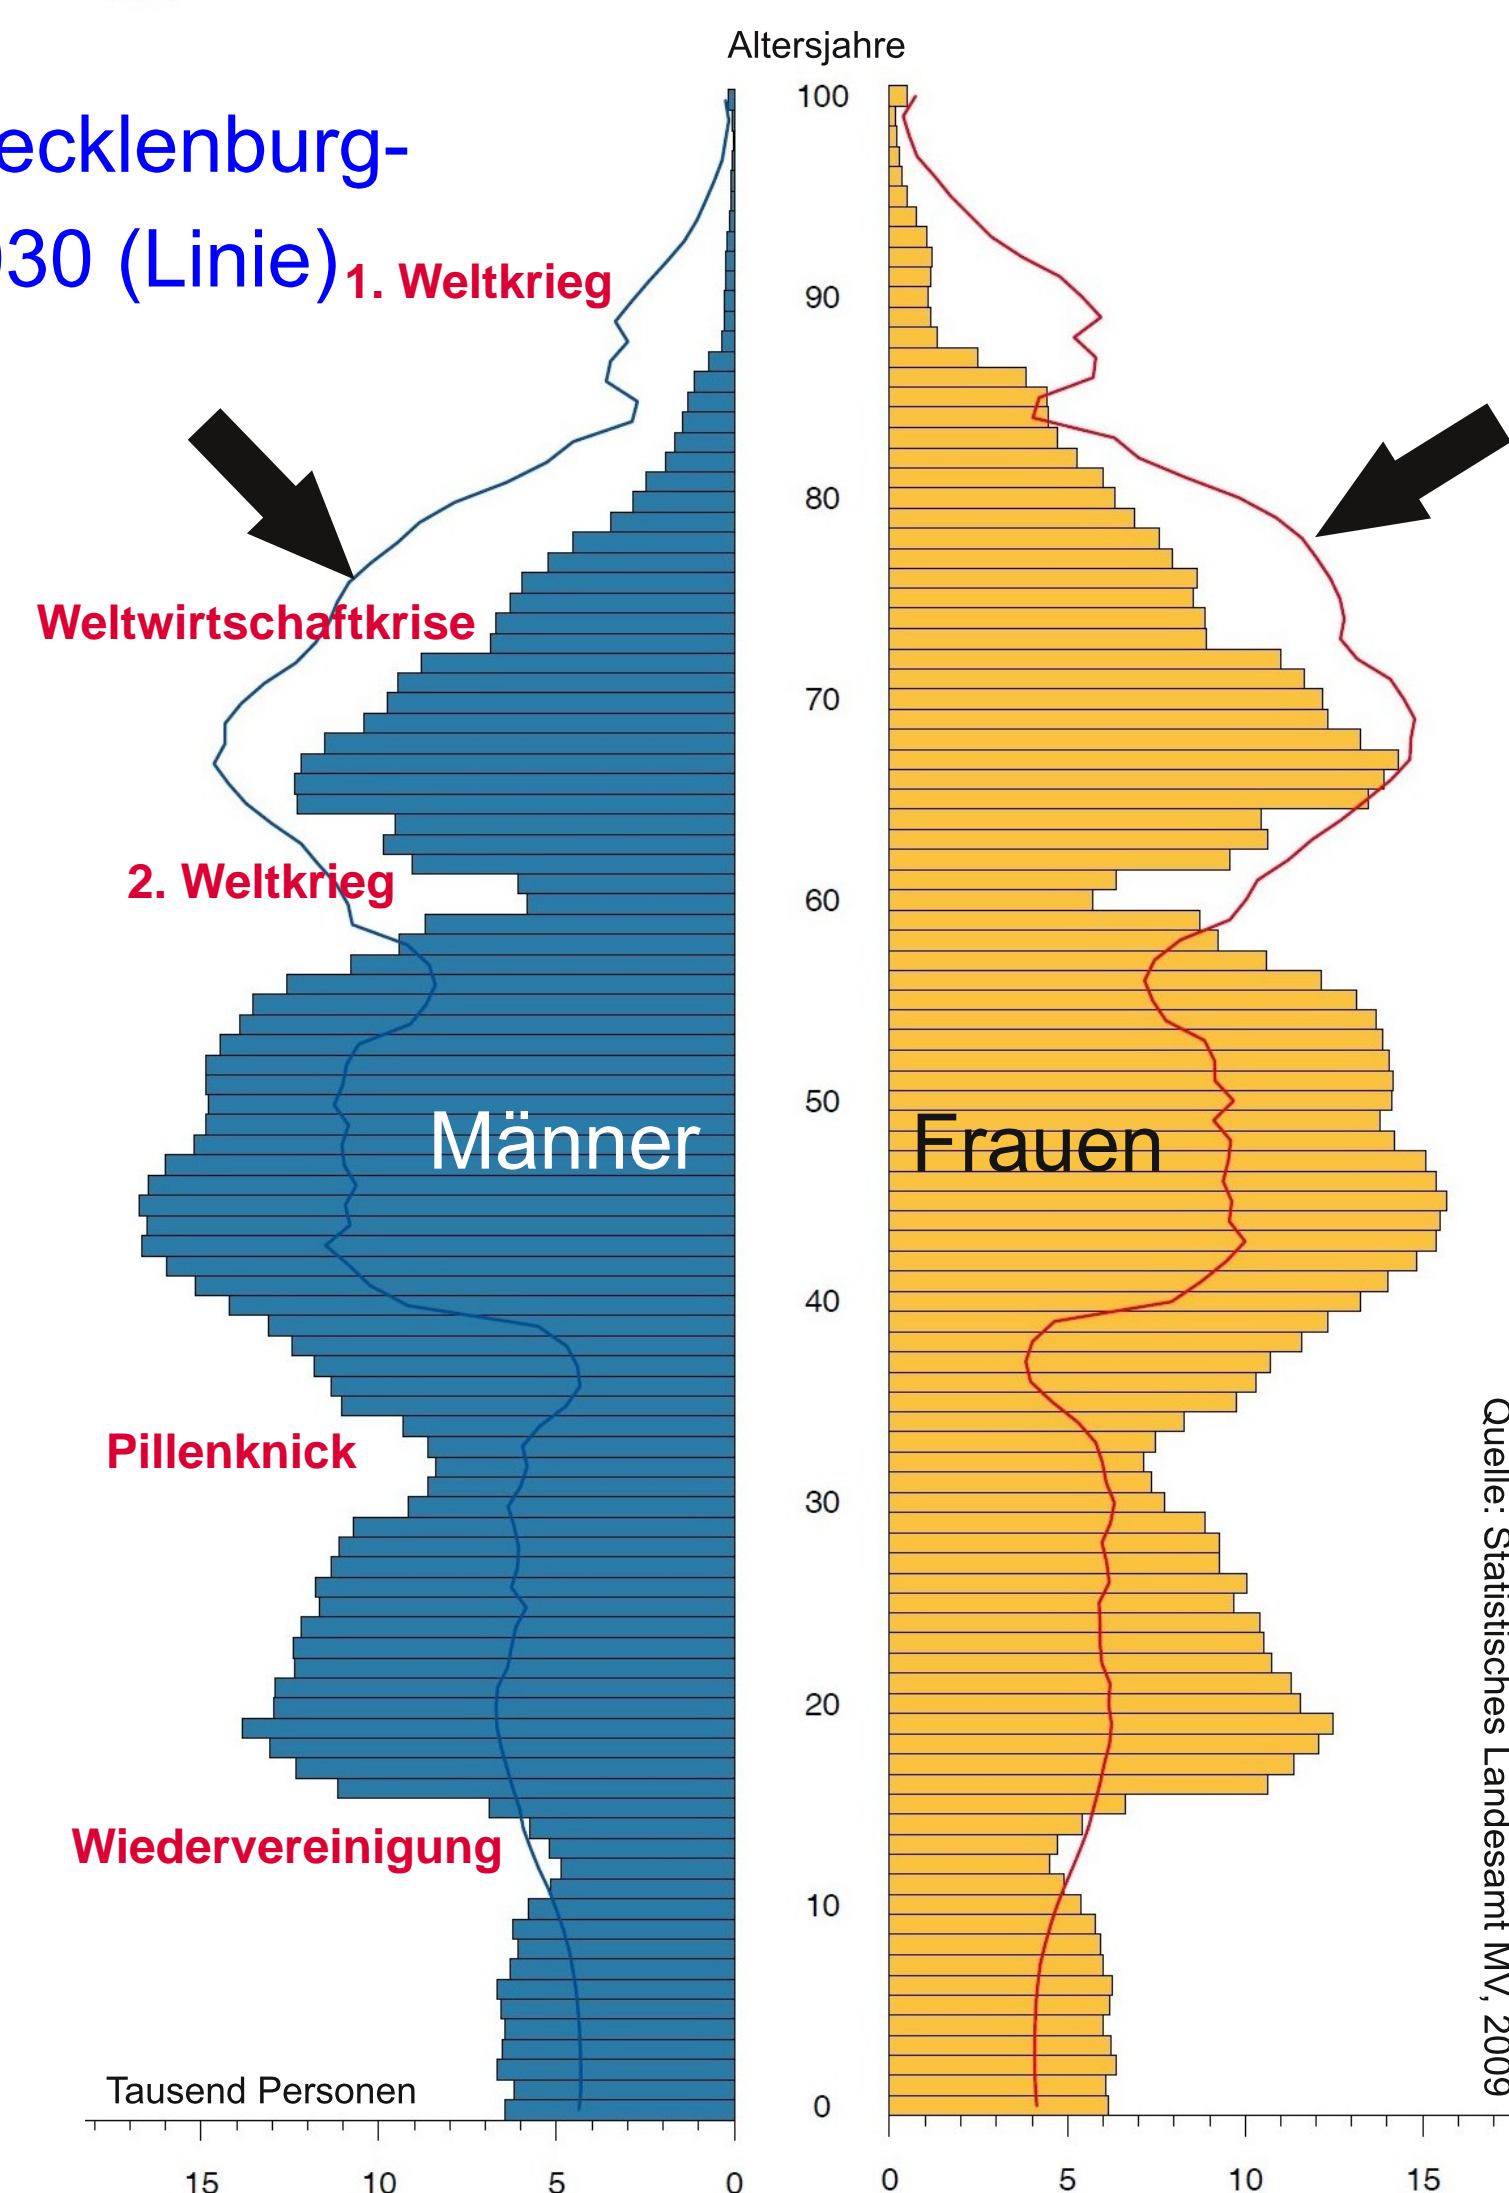 Altersjahre
ecklenburg-
030 (Linie)
1. Weltkrieg
Weltwirtschaftkrise
2. Weltkrieg
Männer
Frauen
Pillenknick
Wiedervereinigung
Tausend Personen
100
90
80
70
60
50
40
30
20
10
0
15 10 5 0
0 5 10 15
Quelle: Statistisches Landesamt MV, 2009